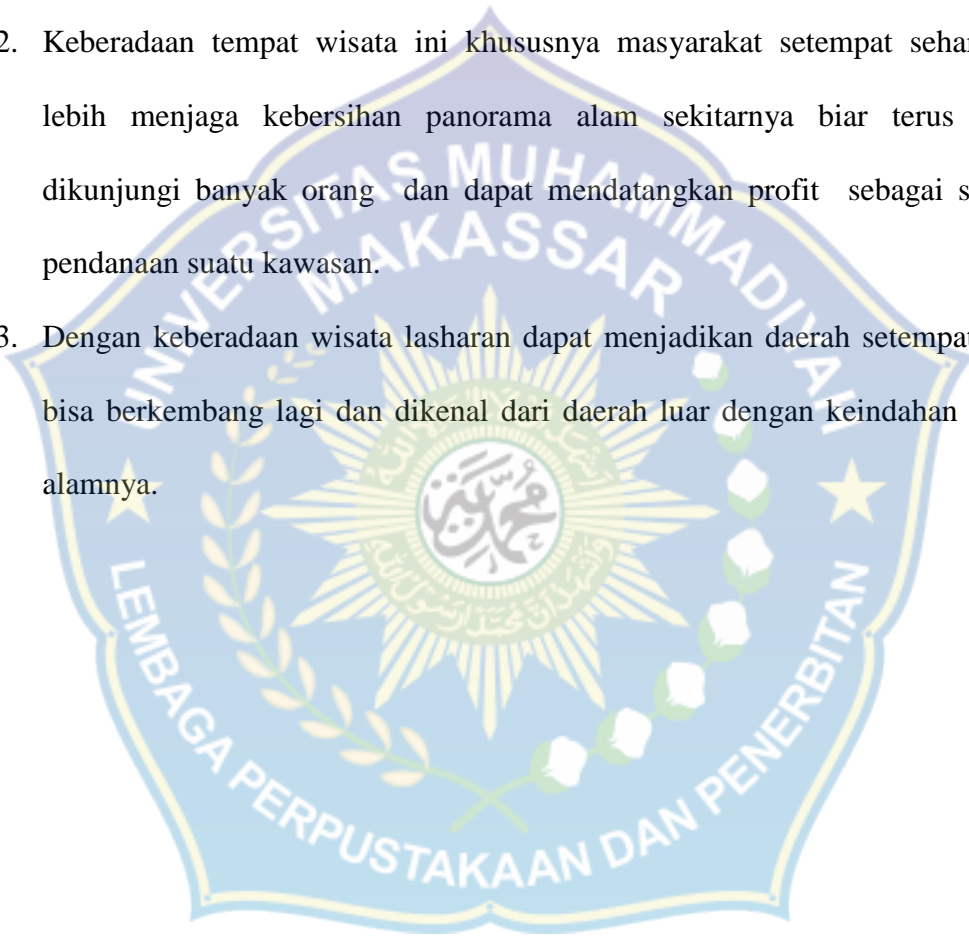 2. Keberadaan tempat wisata ini khususnya masyarakat setempat sehar
lebih menjaga kebersihan panorama alam sekitarnya biar terus
dikunjungi banyak orang dan dapat mendatangkan profit sebagai s
pendanaan suatu kawasan.
3. Dengan keberadaan wisata lasharan dapat menjadikan daerah setempat
bisa berkembang lagi dan dikenal dari daerah luar dengan keindahan
alamnya.
UNIVERSITAS MUHAMMADIYAH
MAKASSAR
LEMBAGA PERPUSTAKAAN DAN PENERBITAN